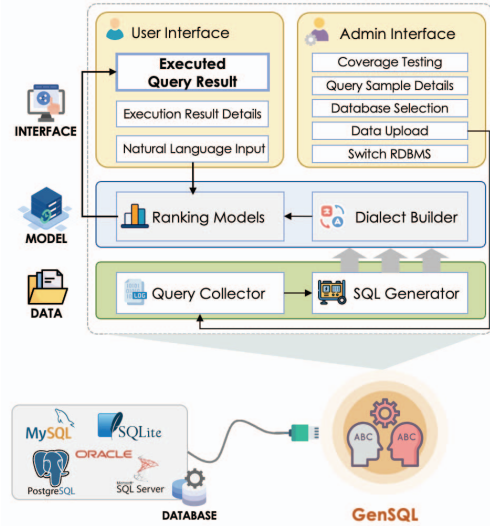 User Interface
Executed
Query Result
Execution Result Details
Natural Language Input
Admin Interface
Coverage Testing
Query Sample Details
Database Selection
Data Upload
Switch RDBMS
INTERFACE
Ranking Models
Dialect Builder
MODEL
LOG
Query Collector
SQL Generator
DATA
MySQL
SQLite
PostgreSQL
ORACLE
Microsoft
SQL Server
DATABASE
ABC
ABC
GenSQL